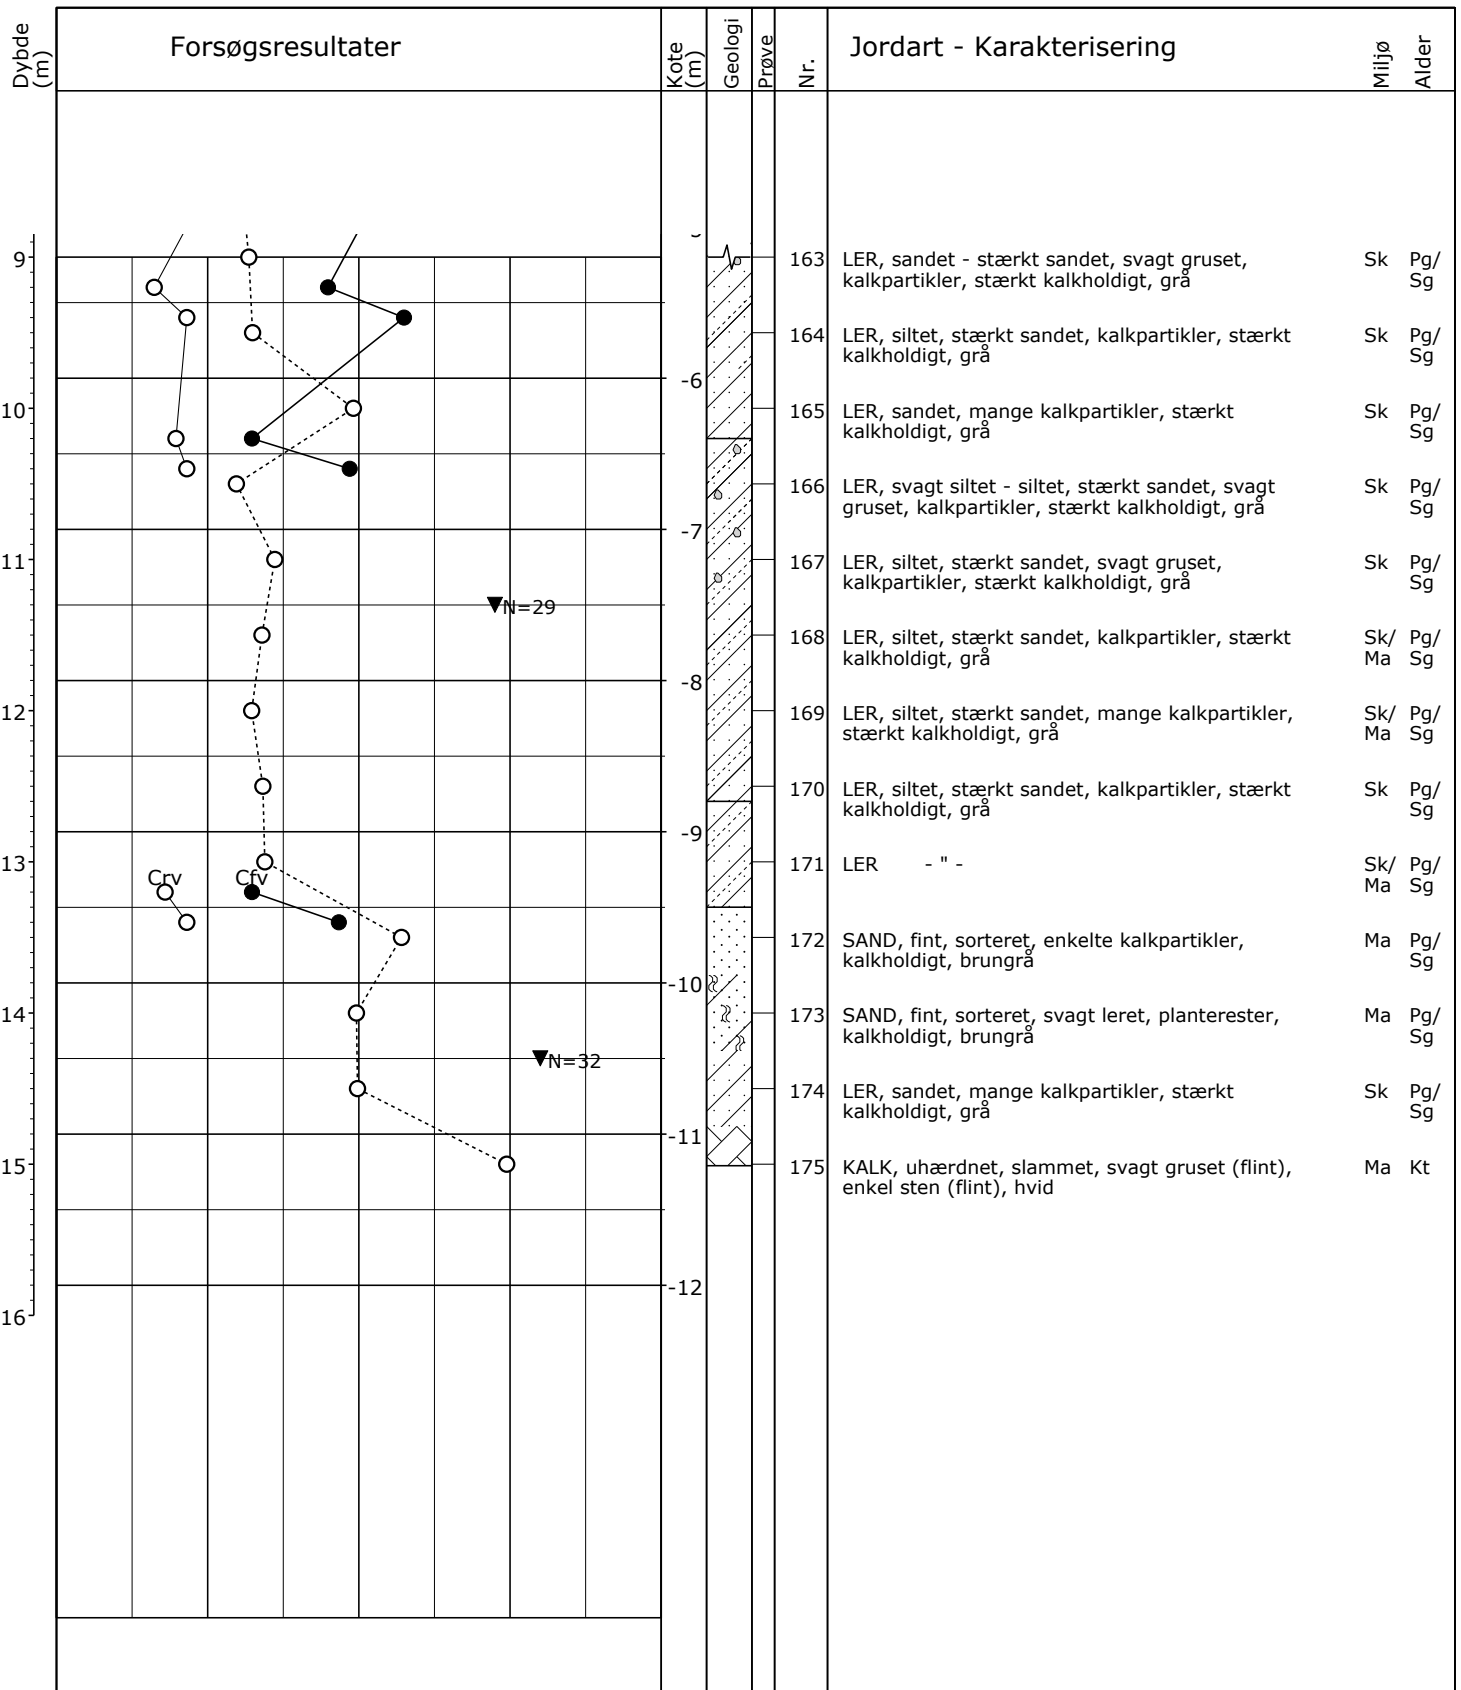 Dybde
(m)
Forsøgsresultater
Kote
(m)
Geologi
Prøve
Nr.
Jordart - Karakterisering
Miljø
Alder
9
163 LER, sandet - stærkt sandet, svagt gruset, Sk Pg/
kalkpartikler, stærkt kalkholdigt, grå Sg
164 LER, siltet, stærkt sandet, kalkpartikler, stærkt Sk Pg/
kalkholdigt, grå Sg
-6
10
165 LER, sandet, mange kalkpartikler, stærkt Sk Pg/
kalkholdigt, grå Sg
166 LER, svagt siltet - siltet, stærkt sandet, svagt Sk Pg/
gruset, kalkpartikler, stærkt kalkholdigt, grå Sg
-7
11
167 LER, siltet, stærkt sandet, svagt gruset, Sk Pg/
kalkpartikler, stærkt kalkholdigt, grå Sg
N=29
168 LER, siltet, stærkt sandet, kalkpartikler, stærkt Sk/ Pg/
kalkholdigt, grå Ma Sg
-8
12
169 LER, siltet, stærkt sandet, mange kalkpartikler, Sk/ Pg/
stærkt kalkholdigt, grå Ma Sg
170 LER, siltet, stærkt sandet, kalkpartikler, stærkt Sk Pg/
kalkholdigt, grå Sg
-9
13
171 LER - " - Sk/ Pg/
Ma Sg
Crv Cfv
172 SAND, fint, sorteret, enkelte kalkpartikler, Ma Pg/
kalkholdigt, brungrå Sg
-10
14
173 SAND, fint, sorteret, svagt leret, planterester, Ma Pg/
kalkholdigt, brungrå Sg
N=32
174 LER, sandet, mange kalkpartikler, stærkt Sk Pg/
kalkholdigt, grå Sg
-11
15
175 KALK, uhærdnet, slammet, svagt gruset (flint), Ma Kt
enkel sten (flint), hvid
-12
16